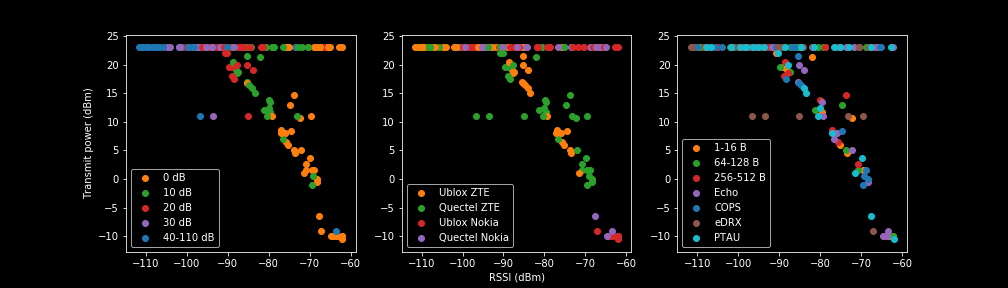 Transmit power (dBm)
25
20
15
10
5
0
−5
−10
0 dB
10 dB
20 dB
30 dB
40-110 dB
−110
−100
−90
−80
−70
−60
25
20
15
10
5
0
−5
−10
Ublox ZTE
Quectel ZTE
Ublox Nokia
Quectel Nokia
−110
−100
−90
−80
−70
−60
RSSI (dBm)
25
20
15
10
5
0
−5
−10
1-16 B
64-128 B
256-512 B
Echo
COPS
eDRX
PTAU
−110
−100
−90
−80
−70
−60